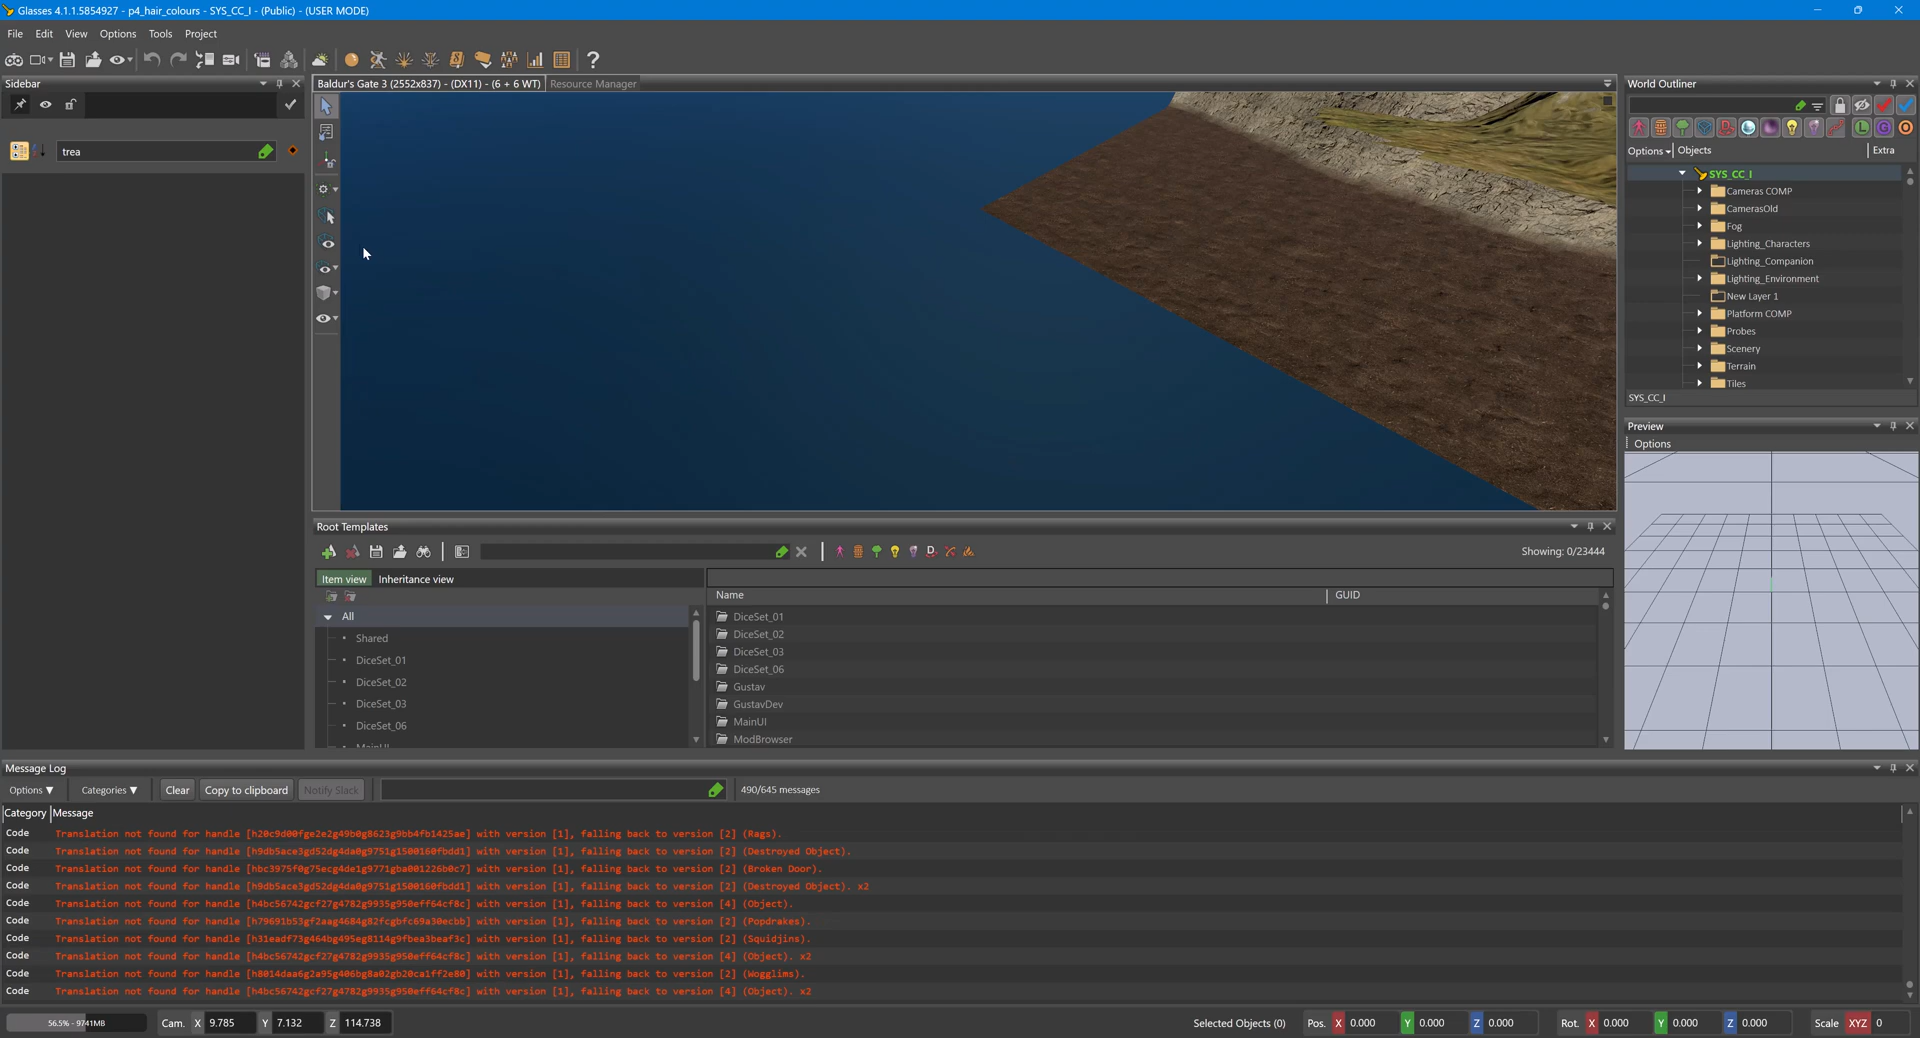 Glasses 4.1.1.5854927 - p4_hair_colours - SYS_CC_I - (Public) - (USER MODE)
File Edit View Options Tools Project
Sidebar
trea
Baldur's Gate 3 (2552x837) - (DX11) - (6 + 6 WT) Resource Manager
World Outliner
Options Objects Extra
SYS_CC_I
Cameras COMP
CamerasOld
Fog
Lighting_Characters
Lighting_Companion
Lighting_Environment
New Layer 1
Platform COMP
Probes
Scenery
Terrain
Tiles
SYS_CC_I
Preview
Options
Root Templates
Showing: 0/23444
Item view Inheritance view
All
Shared
DiceSet_01
DiceSet_02
DiceSet_03
DiceSet_06
MainUI
Name GUID
DiceSet_01
DiceSet_02
DiceSet_03
DiceSet_06
Gustav
GustavDev
MainUI
ModBrowser
Message Log
Options Categories Clear Copy to clipboard Notify Slack 490/645 messages
Category Message
Code Translation not found for handle [h20c9d00fge2e2g49b0g8623g9bb4fb1425ae] with version [1], falling back to version [2] (Rags).
Code Translation not found for handle [h9db5ace3gd52dg4da0g9751g1500160fbdd1] with version [1], falling back to version [2] (Destroyed Object).
Code Translation not found for handle [hbc3975f0g75ecg4de1g9771gba001226b0c7] with version [1], falling back to version [2] (Broken Door).
Code Translation not found for handle [h9db5ace3gd52dg4da0g9751g1500160fbdd1] with version [1], falling back to version [2] (Destroyed Object). x2
Code Translation not found for handle [h4bc56742gcf27g4782g9935g950eff64cf8c] with version [1], falling back to version [4] (Object).
Code Translation not found for handle [h79691b53gf2aag4684g82fcgbfc69a30ecbb] with version [1], falling back to version [2] (Popdrakes).
Code Translation not found for handle [h31eadf73g464bg495eg8114g9fbea3beaf3c] with version [1], falling back to version [2] (Squidjins).
Code Translation not found for handle [h4bc56742gcf27g4782g9935g950eff64cf8c] with version [1], falling back to version [4] (Object). x2
Code Translation not found for handle [h8014daa6g2a95g406bg8a02gb20ca1ff2e80] with version [1], falling back to version [2] (Wogglims).
Code Translation not found for handle [h4bc56742gcf27g4782g9935g950eff64cf8c] with version [1], falling back to version [4] (Object). x2
56.5% - 9741MB Cam. X 9.785 Y 7.132 Z 114.738 Selected Objects (0) Pos. X 0.000 Y 0.000 Z 0.000 Rot. X 0.000 Y 0.000 Z 0.000 Scale XYZ 0